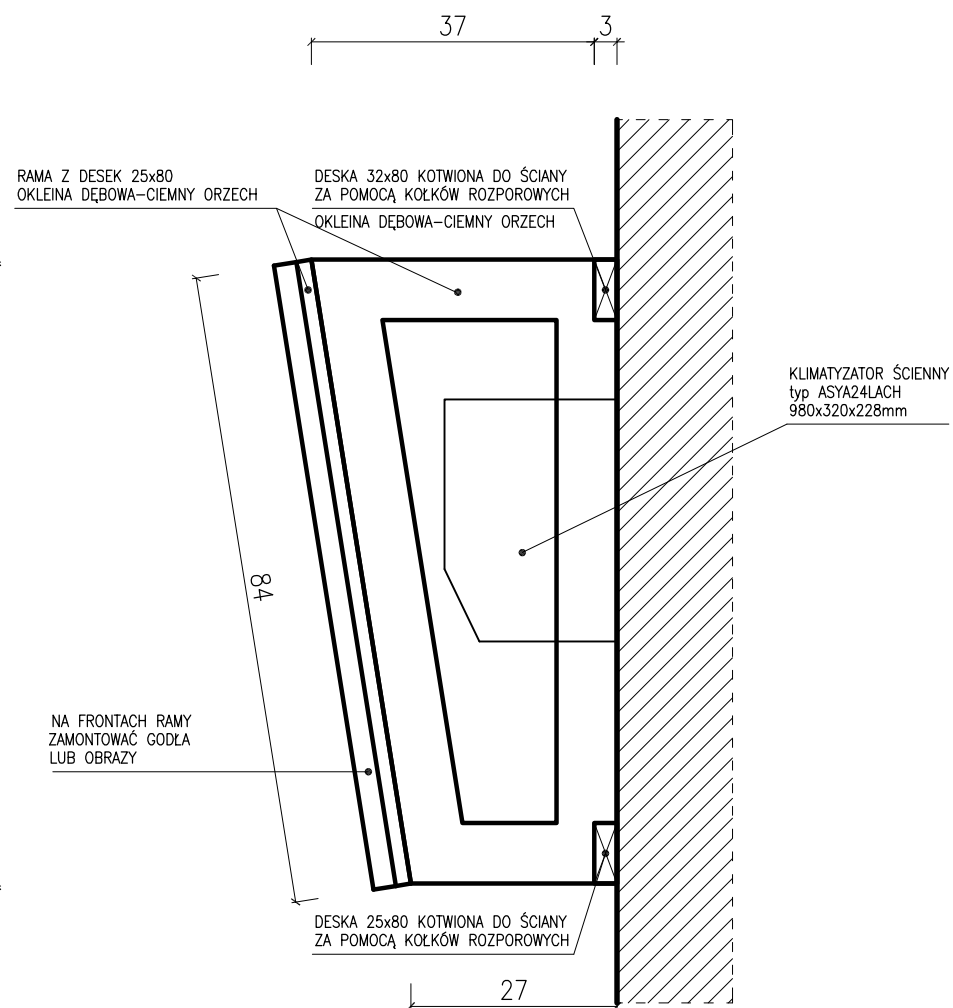 37
3
RAMA Z DESEK 25x80
OKLEINA DĘBOWA-CIEMNY ORZECH
DESKA 32x80 KOTWIONA DO ŚCIANY
ZA POMOCĄ KOŁKÓW ROZPOROWYCH
OKLEINA DĘBOWA-CIEMNY ORZECH
KLIMATYZATOR ŚCIENNY
typ ASYA24LACH
980x320x228mm
84
NA FRONTACH RAMY
ZAMONTOWAĆ GODŁA
LUB OBRAZY
DESKA 25x80 KOTWIONA DO ŚCIANY
ZA POMOCĄ KOŁKÓW ROZPOROWYCH
27